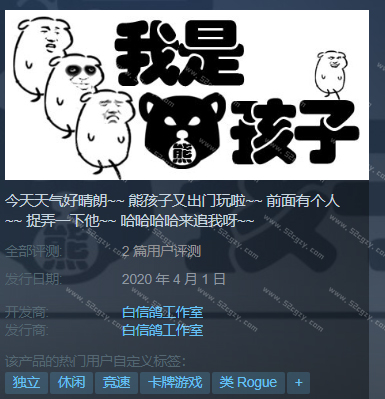 我是
熊
孩子
今天天气好晴朗~~ 熊孩子又出门玩啦~~ 前面有个人
~~ 捉弄一下他~~ 哈哈哈哈来追我呀~~
全部评测: 2 篇用户评测
发行日期: 2020 年 4 月 1 日
开发商: 白信鸽工作室
发行商: 白信鸽工作室
该产品的热门用户自定义标签:
独立 休闲 竞速 卡牌游戏 类 Rogue +
www.52zgxy.com